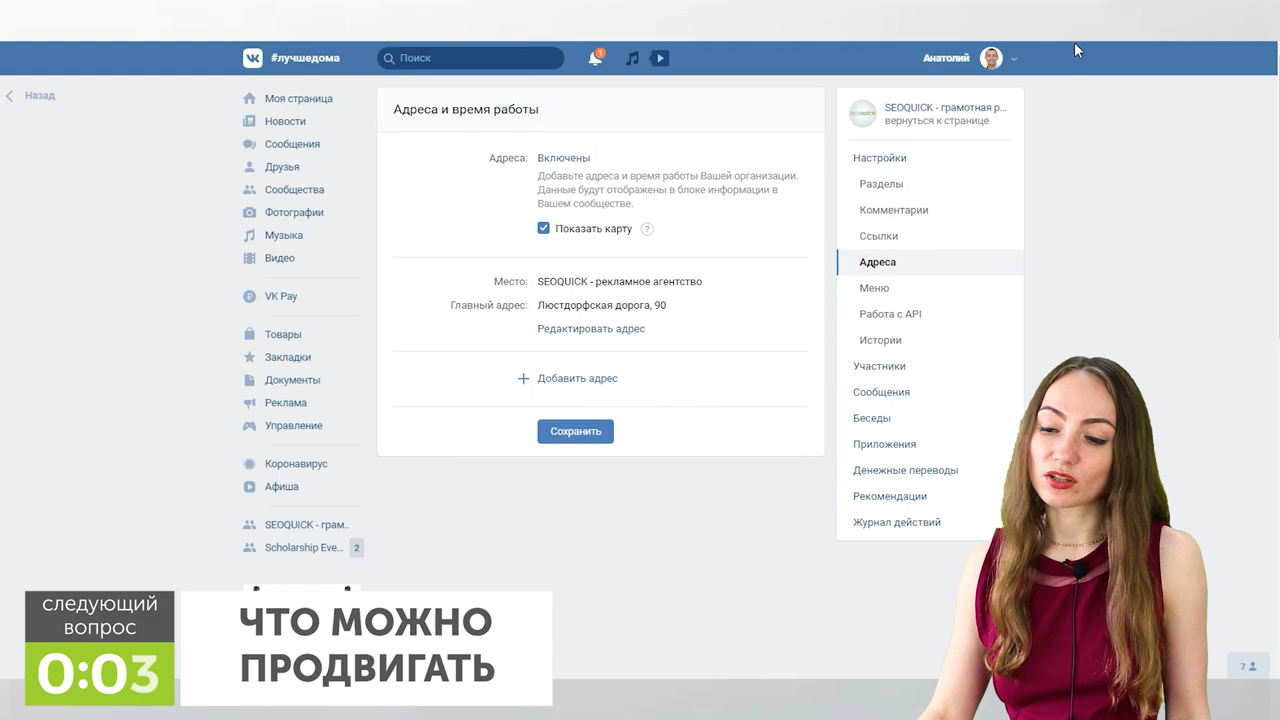 #лучшедома
Поиск
1
Анатолий
Назад
Моя страница
Новости
Сообщения
Друзья
Сообщества
Фотографии
Музыка
Видео
VK Pay
Товары
Закладки
Документы
Реклама
Управление
Коронавирус
Афиша
SEOQUICK - грам..
Scholarship Eve...
2
Адреса и время работы
Адреса:
Включены
Добавьте адреса и время работы Вашей организации.
Данные будут отображены в блоке информации в
Вашем сообществе.
Показать карту
?
Место:
SEOQUICK - рекламное агентство
Главный адрес:
Люстдорфская дорога, 90
Редактировать адрес
Добавить адрес
Сохранить
SEOQUICK - грамотная р...
вернуться к странице
Настройки
Разделы
Комментарии
Ссылки
Адреса
Меню
Работа с API
Истории
Участники
Сообщения
Беседы
Приложения
Денежные переводы
Рекомендации
Журнал действий
следующий
вопрос
0:03
ЧТО МОЖНО
ПРОДВИГАТЬ
7